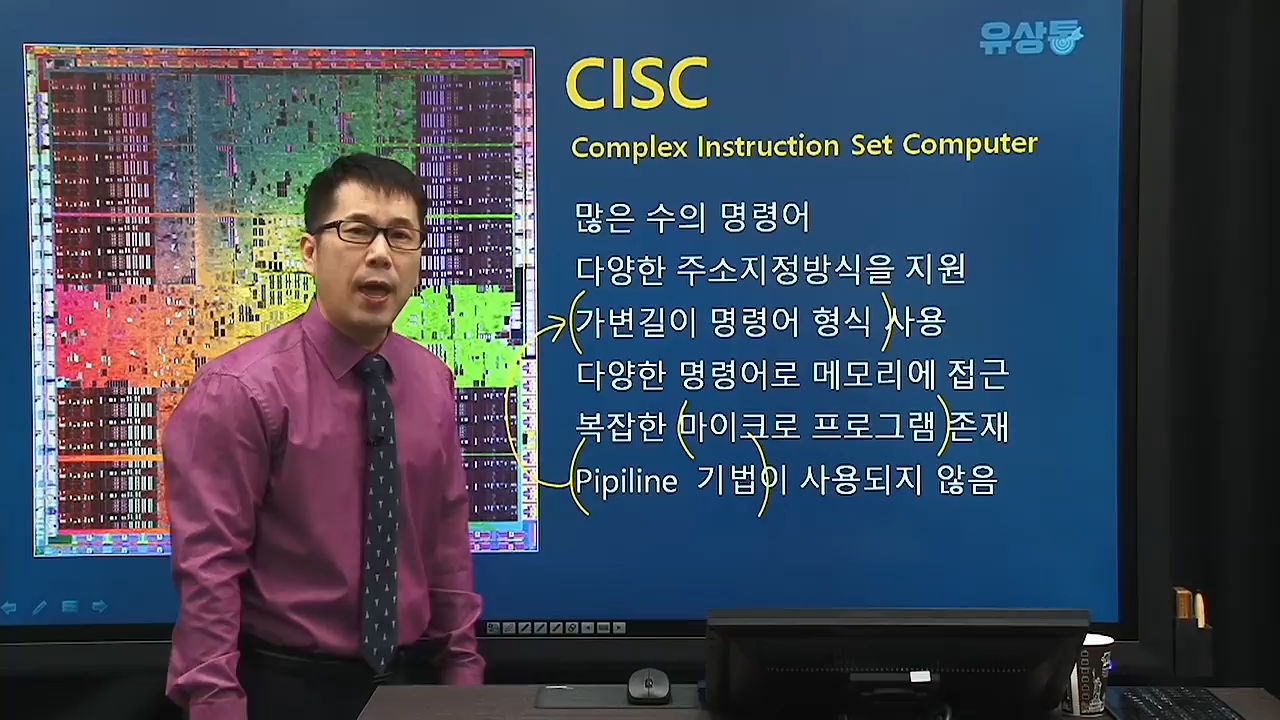 유상통
CISC
Complex Instruction Set Computer
많은 수의 명령어
다양한 주소지정방식을 지원
가변길이 명령어 형식 사용
다양한 명령어로 메모리에 접근
복잡한 마이크로 프로그램 존재
Pipiline 기법이 사용되지 않음